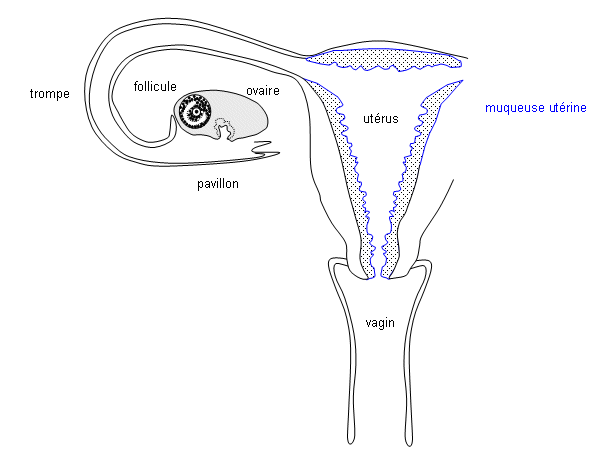 follicule
ovaire
trompe
utérus
muqueuse utérine
pavillon
vagin